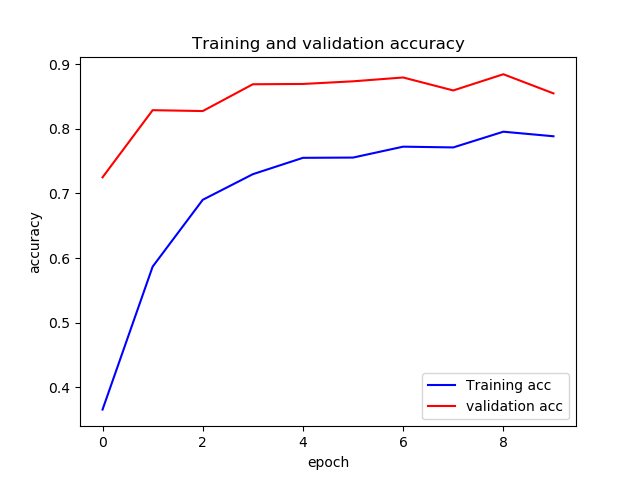 Training and validation accuracy
0.9
0.8
0.7
0.6
0.5
0.4
accuracy
Training acc
validation acc
0 2 4 6 8
epoch